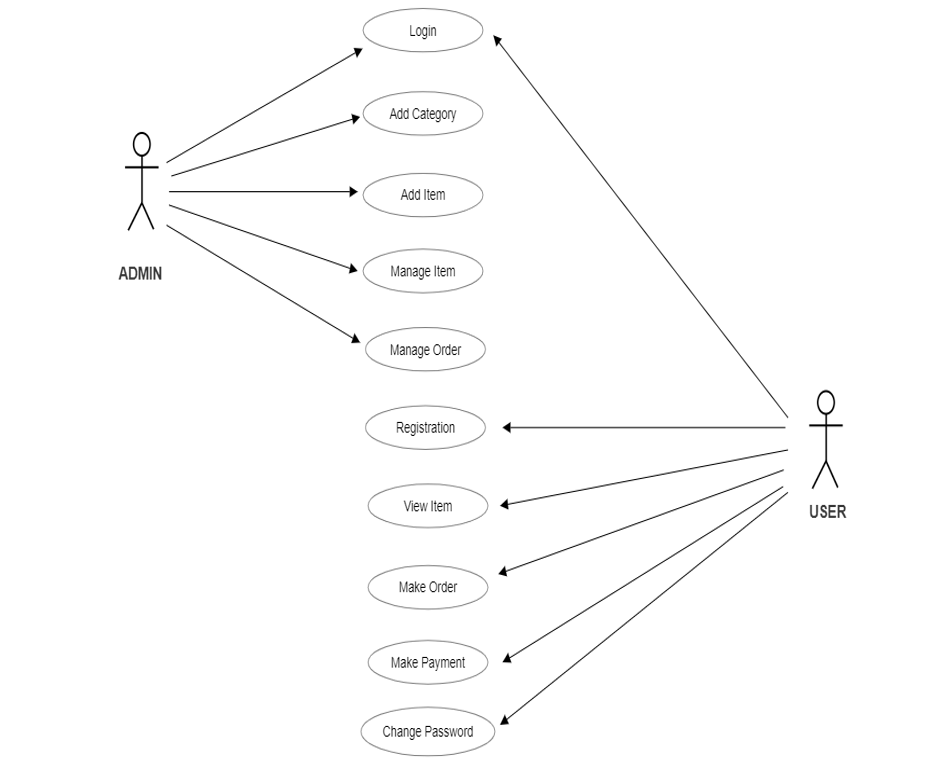 Login
Add Category
Add Item
Manage Item
ADMIN
Manage Order
Registration
View Item
USER
Make Order
Make Payment
Change Password